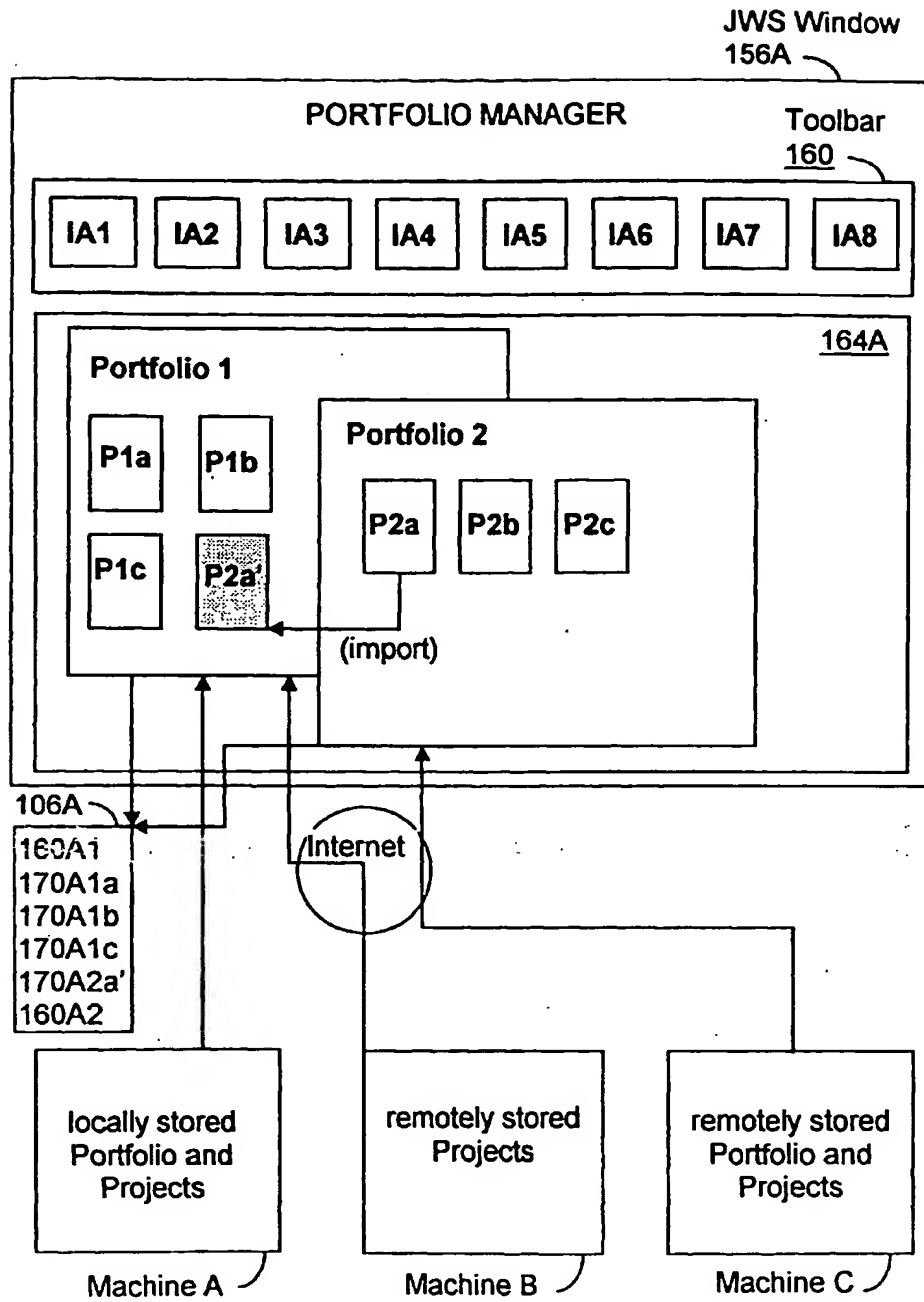 JWS Window
156A
PORTFOLIO MANAGER
Toolbar
160
IA1 IA2 IA3 IA4 IA5 IA6 IA7 IA8
164A
Portfolio 1
P1a P1b
P1c P2a'
Portfolio 2
P2a P2b P2c
(import)
106A
160A1
170A1a
170A1b
170A1c
170A2a'
160A2
Internet
locally stored
Portfolio and
Projects
Machine A
remotely stored
Projects
Machine B
remotely stored
Portfolio and
Projects
Machine C